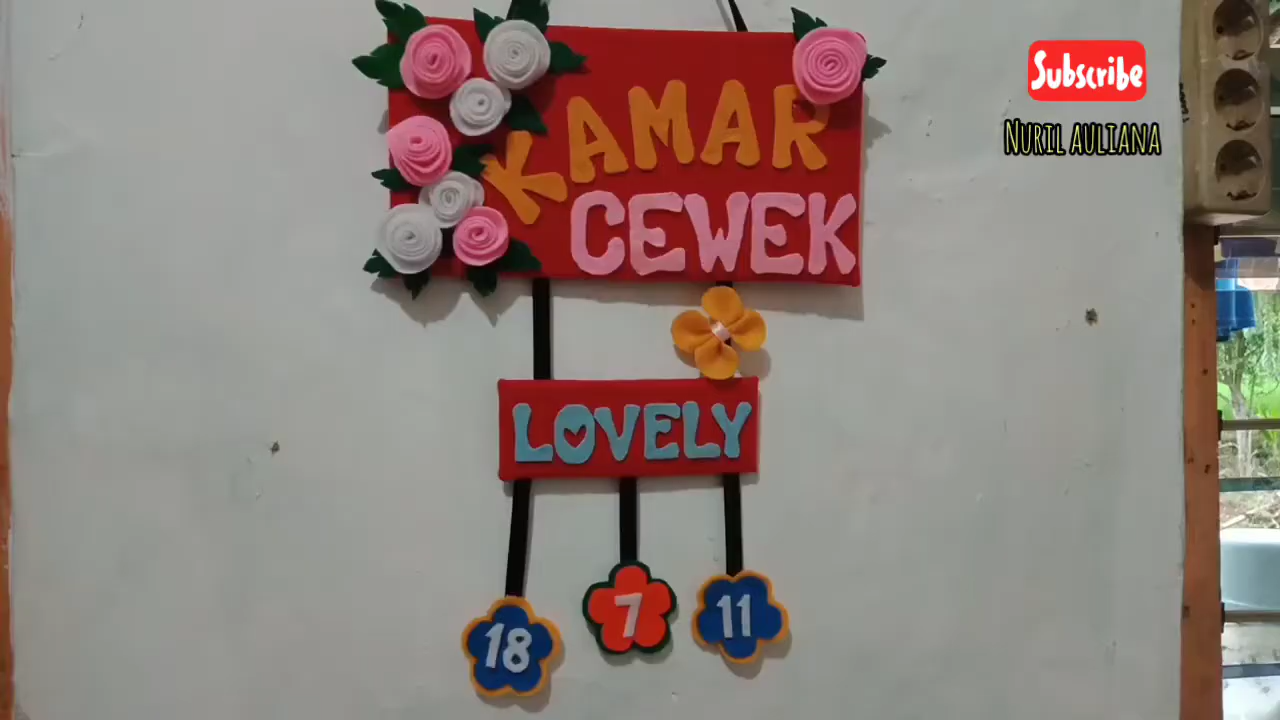 Subscribe
NURIL AULIANA
KAMAR
CEWEK
LOVELY
18 7 11